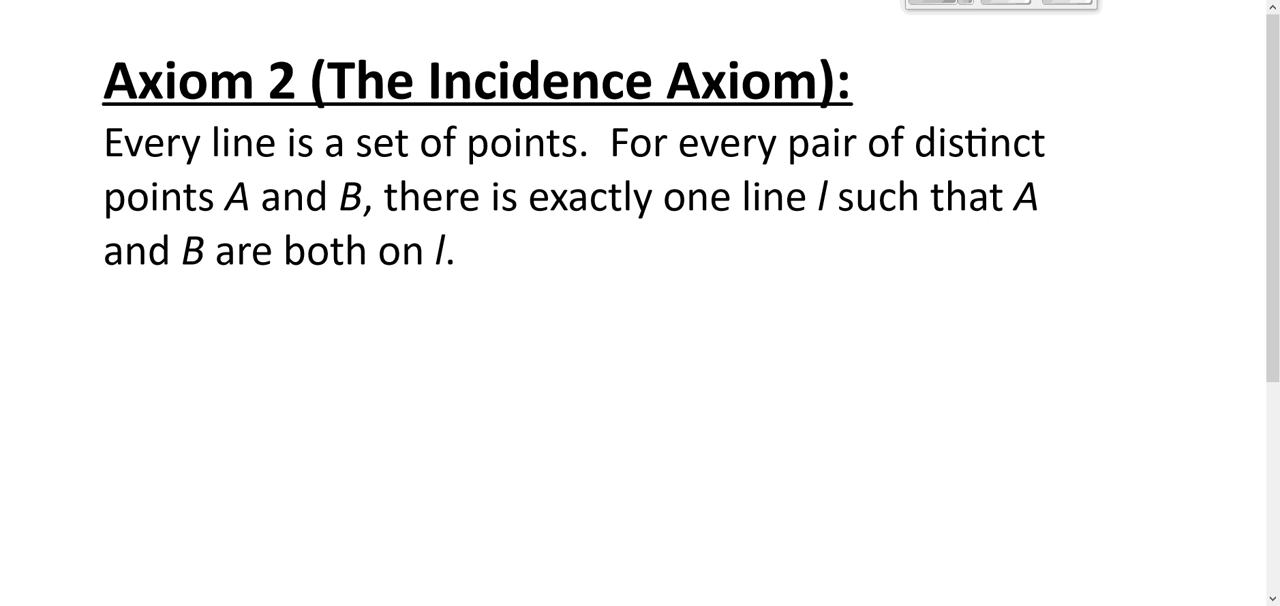 Axiom 2 (The Incidence Axiom):
Every line is a set of points.  For every pair of distinct
points A and B, there is exactly one line l such that A
and B are both on l.